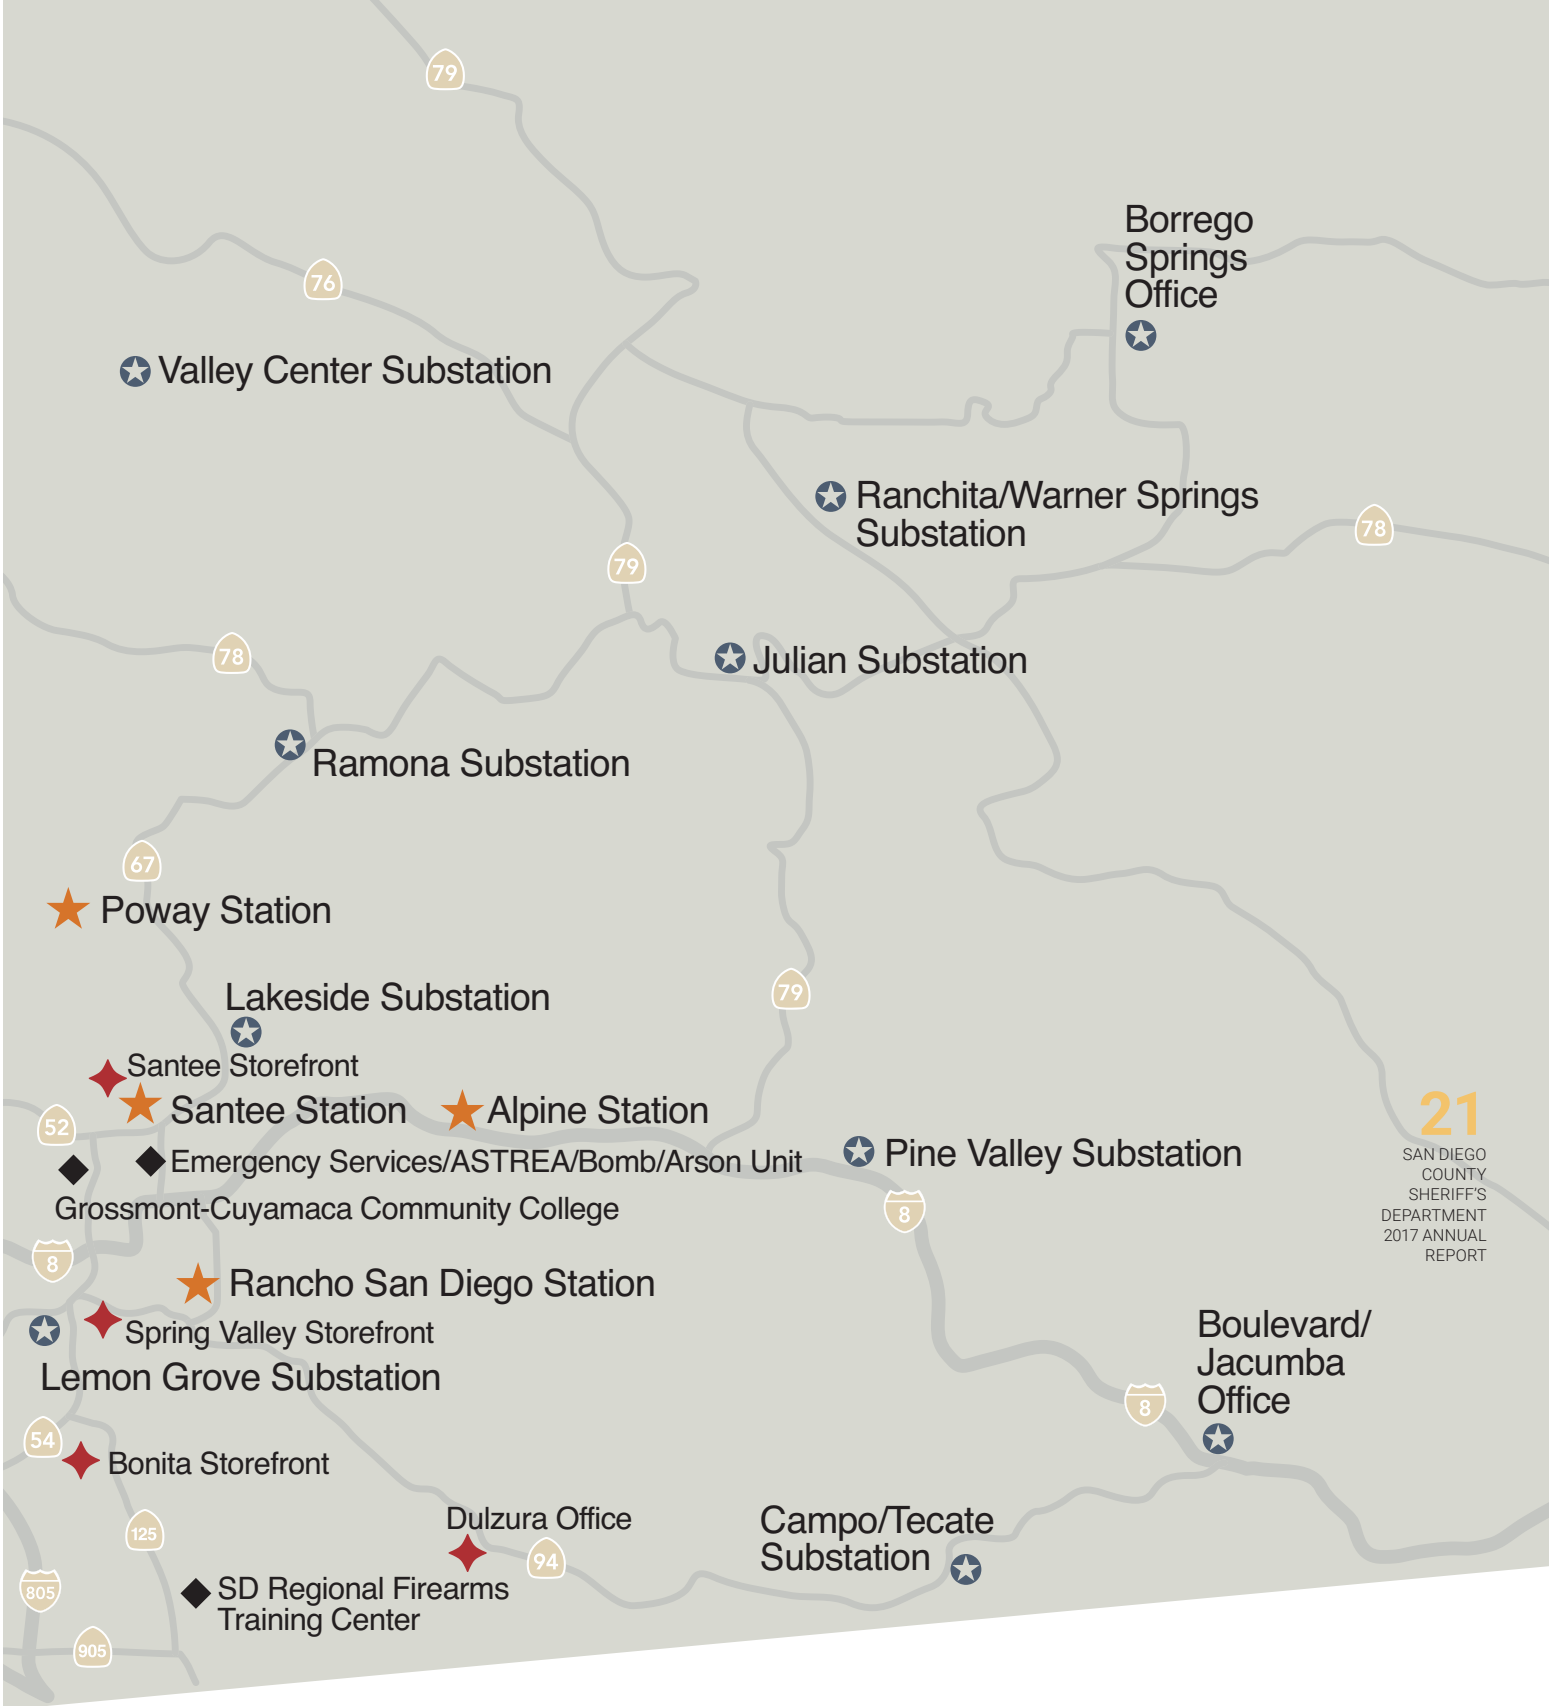 79
Borrego
Springs
Office
76
Valley Center Substation
Ranchita/Warner Springs
Substation
78
79
78
Julian Substation
Ramona Substation
67
Poway Station
79
Lakeside Substation
Santee Storefront
Santee Station
Alpine Station
52
21
SAN DIEGO
COUNTY
SHERIFF'S
DEPARTMENT
2017 ANNUAL
REPORT
Pine Valley Substation
Emergency Services/ASTREA/Bomb/Arson Unit
Grossmont-Cuyamaca Community College
8
8
Rancho San Diego Station
Spring Valley Storefront
Lemon Grove Substation
Boulevard/
Jacumba
Office
8
54
Bonita Storefront
125
Dulzura Office
94
Campo/Tecate
Substation
805
SD Regional Firearms
Training Center
905